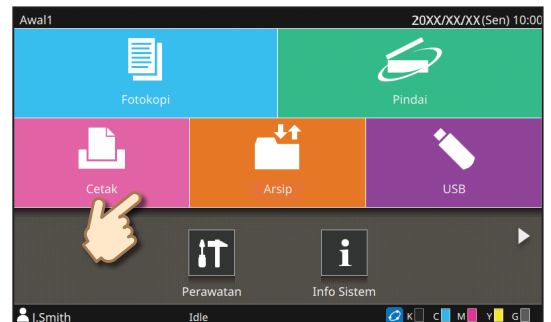 Awal1 20XX/XX/XX(Sen) 10:00
Fotokopi Pindai
Cetak Arsip USB
Perawatan Info Sistem
J.Smith Idle K C M Y G